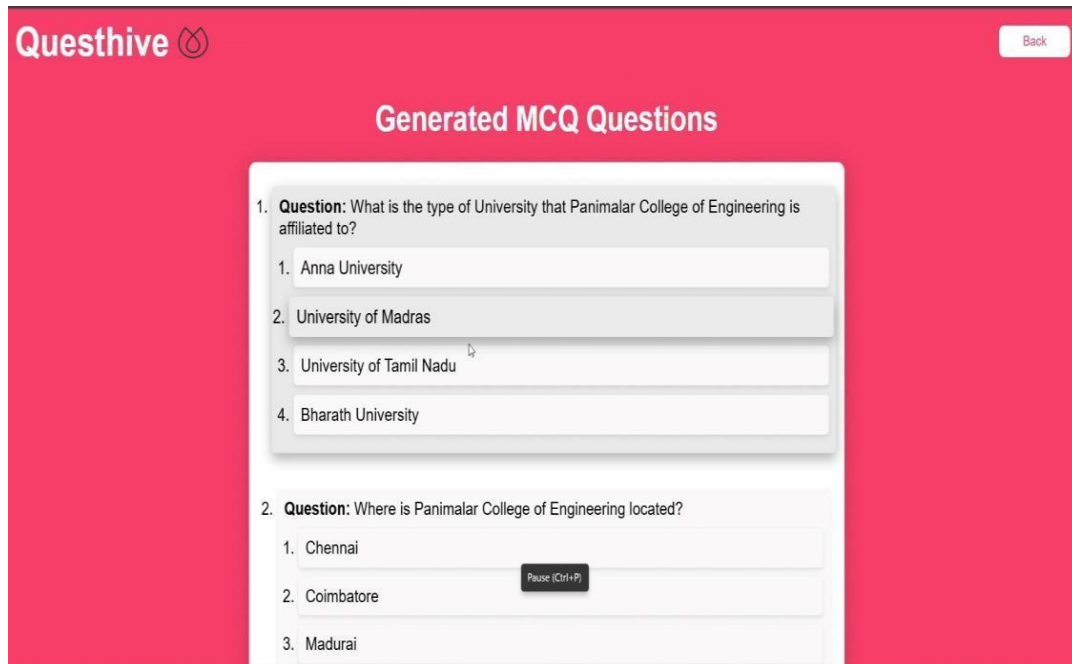 Questhive
Back
Generated MCQ Questions
1. Question: What is the type of University that Panimalar College of Engineering is
affiliated to?
1. Anna University
2. University of Madras
3. University of Tamil Nadu
4. Bharath University
2. Question: Where is Panimalar College of Engineering located?
1. Chennai
Pause (Ctrl+P)
2. Coimbatore
3. Madurai